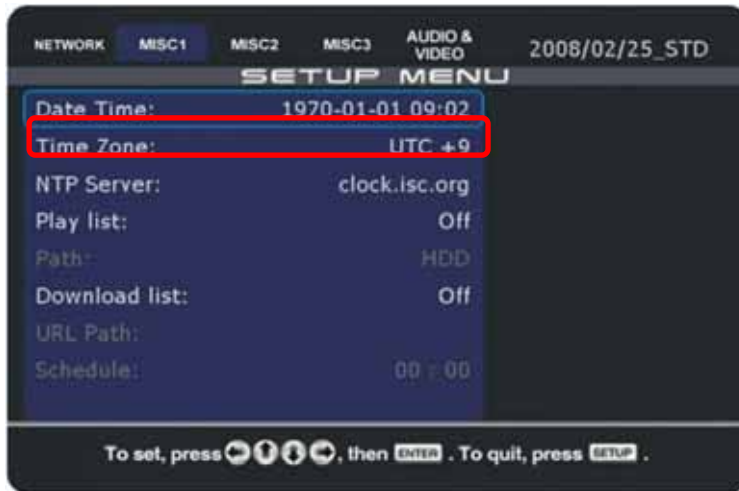 NETWORK MISC1 MISC2 MISC3 AUDIO & VIDEO 2008/02/25_STD
SETUP MENU
Date Time: 1970-01-01 09:02
Time Zone: UTC +9
NTP Server: clock.isc.org
Play list: Off
Path: HDD
Download list: Off
URL Path:
Schedule: 00 : 00
To set, press , then ENTER . To quit, press SETUP .